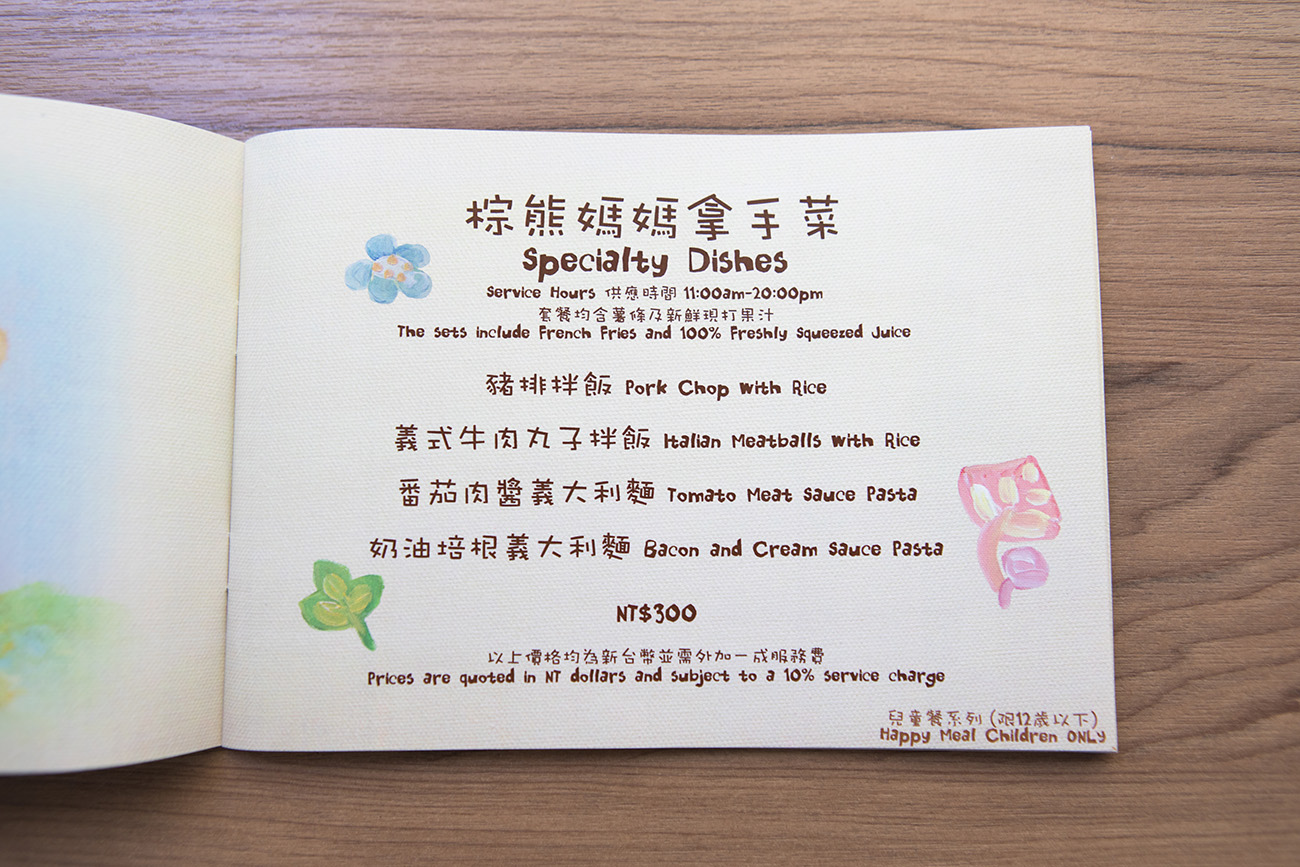 棕熊媽媽拿手菜
Specialty Dishes
Service Hours 供應時間 11:00am-20:00pm
套餐均含薯條及新鮮現打果汁
The sets include French Fries and 100% Freshly Squeezed Juice
豬排拌飯 Pork Chop with Rice
義式牛肉丸子拌飯 Italian Meatballs with Rice
番茄肉醬義大利麵 Tomato Meat Sauce Pasta
奶油培根義大利麵 Bacon and Cream Sauce Pasta
NT$300
以上價格均為新台幣並需外加一成服務費
Prices are quoted in NT dollars and subject to a 10% service charge
兒童餐系列 (限12歲以下)
Happy Meal Children ONLY